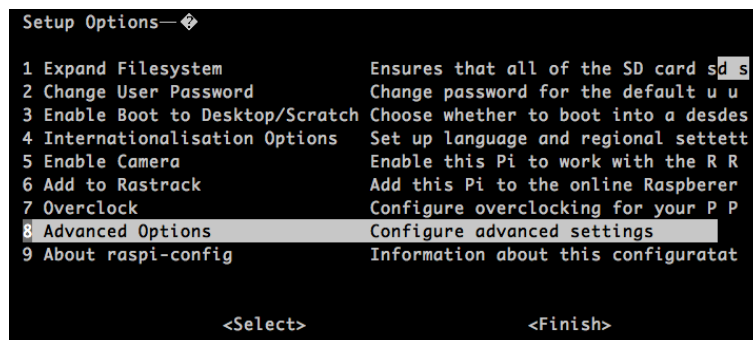 Setup Options—�
1 Expand Filesystem Ensures that all of the SD card sd s
2 Change User Password Change password for the default u u
3 Enable Boot to Desktop/Scratch Choose whether to boot into a desdes
4 Internationalisation Options Set up language and regional settett
5 Enable Camera Enable this Pi to work with the R R
6 Add to Rastrack Add this Pi to the online Raspberer
7 Overclock Configure overclocking for your P P
8 Advanced Options Configure advanced settings
9 About raspi-config Information about this configuratat
<Select> <Finish>